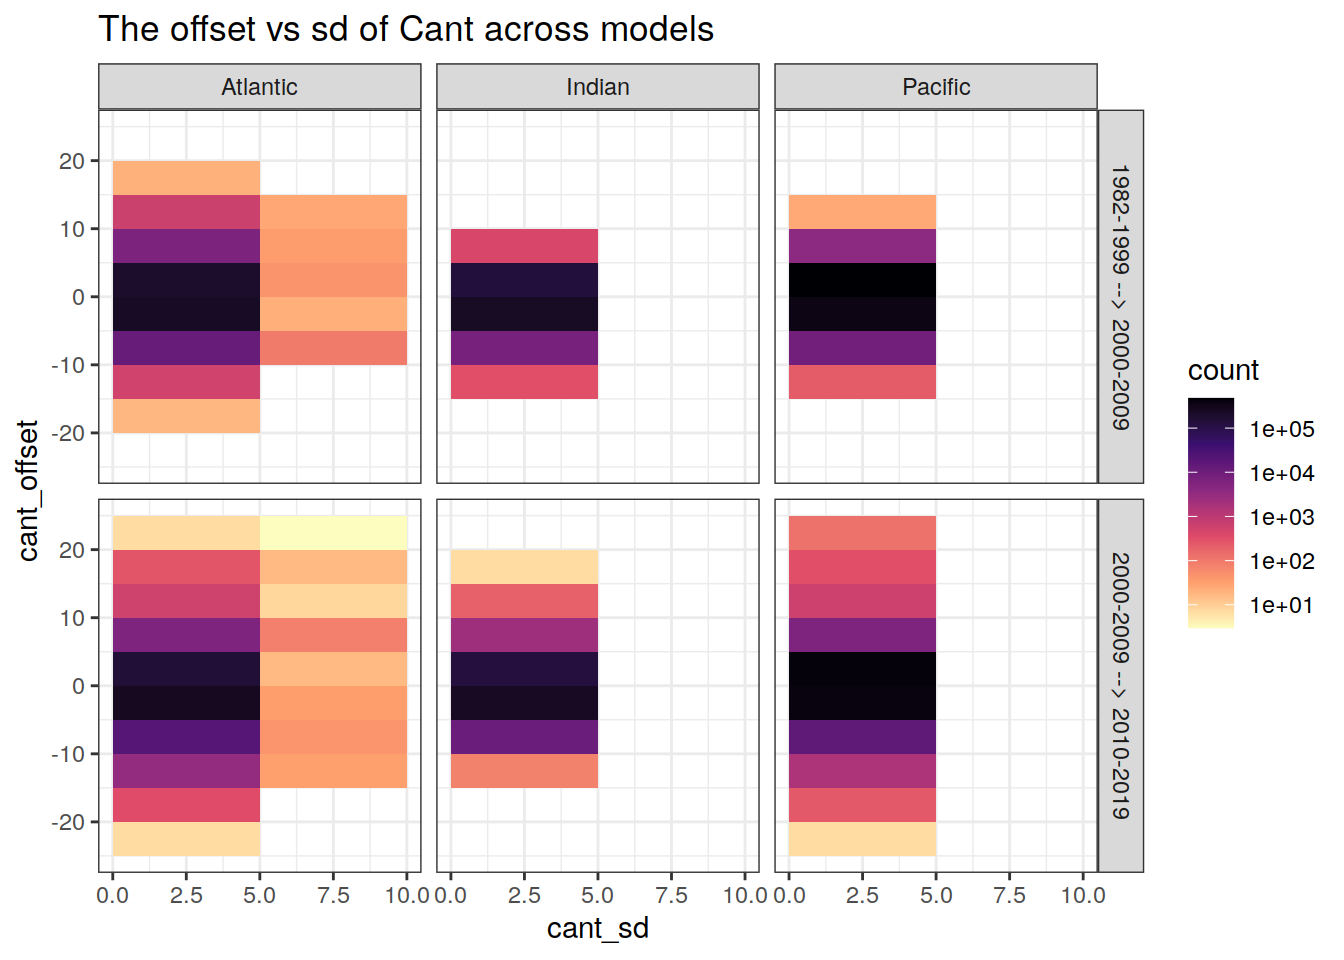 The offset vs sd of Cant across models
Atlantic
Indian
Pacific
20
10
0
-10
-20
1982-1999 --> 2000-2009
20
10
0
-10
-20
2000-2009 --> 2010-2019
0.0 2.5 5.0 7.5 10.0
0.0 2.5 5.0 7.5 10.0
0.0 2.5 5.0 7.5 10.0
cant_sd
cant_offset
count
1e+05
1e+04
1e+03
1e+02
1e+01